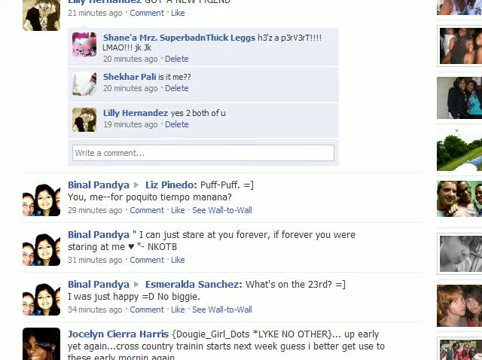 Lilly Hernandez GOT A NEW FRIEND
21 minutes ago · Comment · Like
Shane'a Mrz. SuperbadnThick Leggs h3'z a p3rV3rT!!!!
LMAO!!! jk Jk
20 minutes ago · Delete
Shekhar Pali is it me??
20 minutes ago · Delete
Lilly Hernandez yes 2 both of u
19 minutes ago · Delete
Write a comment...
Binal Pandya ▸ Liz Pinedo: Puff-Puff. =]
You, me--for poquito tiempo manana?
29 minutes ago · Comment · Like · See Wall-to-Wall
Binal Pandya " I can just stare at you forever, if forever you were
staring at me ♥ "- NKOTB
31 minutes ago · Comment · Like
Binal Pandya ▸ Esmeralda Sanchez: What's on the 23rd? =]
I was just happy =D No biggie.
34 minutes ago · Comment · Like · See Wall-to-Wall
Jocelyn Cierra Harris {Dougie_Girl_Dots *LYKE NO OTHER}... up early
yet again...cross country trainin starts next week guess i better get use to
these early mornin again